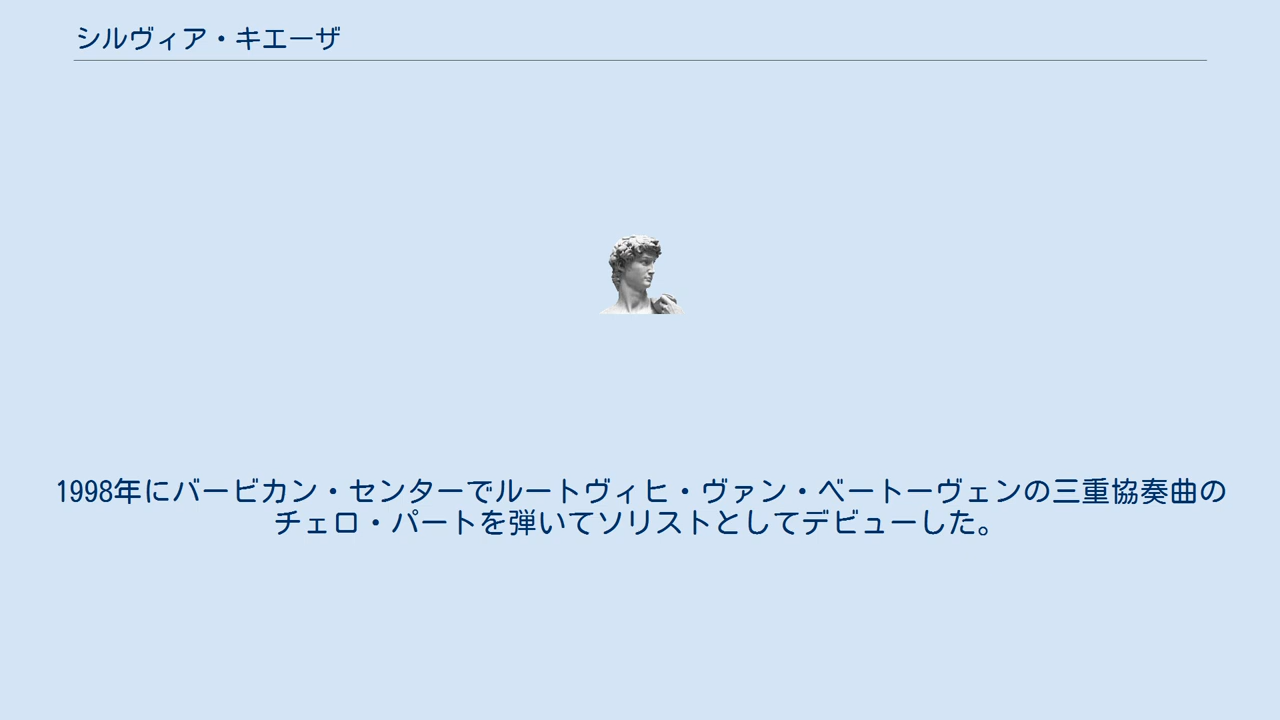 シルヴィア・キエーザ
1998年にバービカン・センターでルートヴィヒ・ヴァン・ベートーヴェンの三重協奏曲の
チェロ・パートを弾いてソリストとしてデビューした。